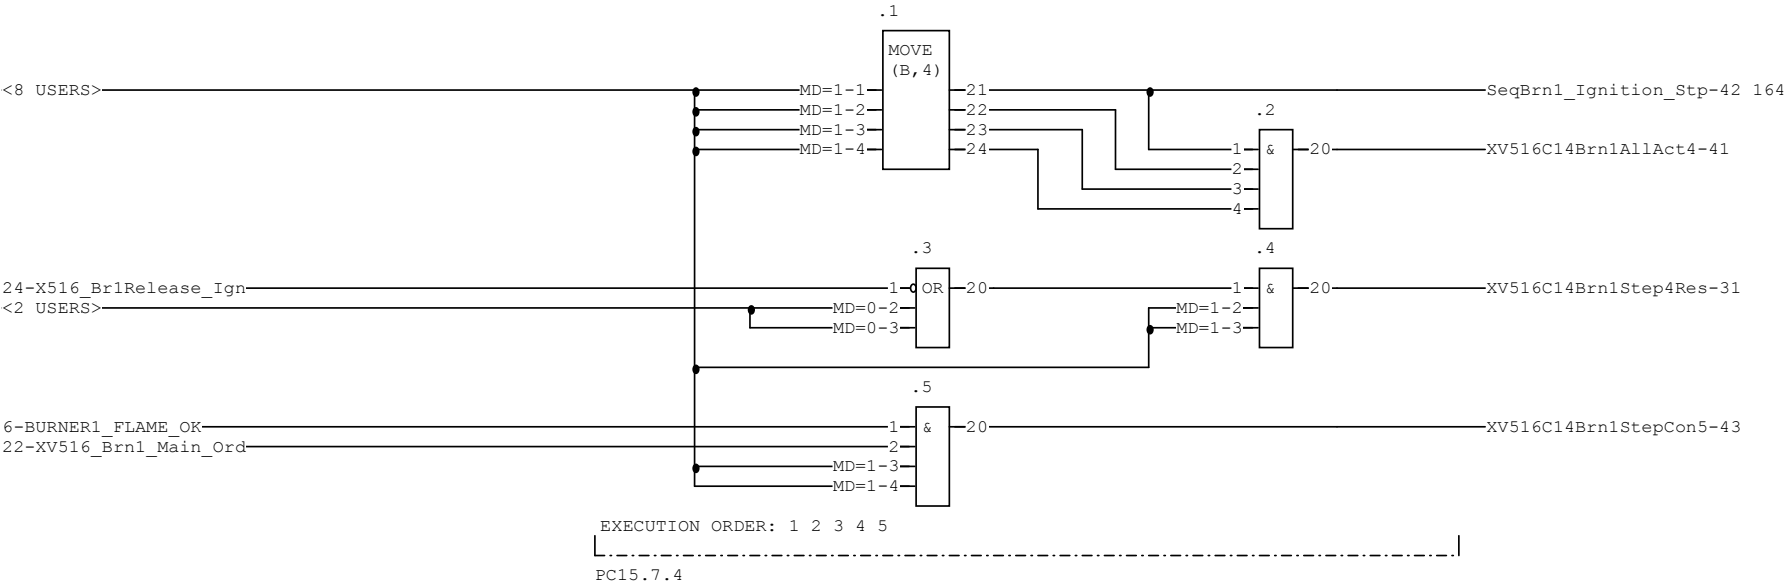 .1
MOVE
(B,4)
<8 USERS> MD=1-1 21 SeqBrn1_Ignition_Stp-42 164
MD=1-2 22 .2
MD=1-3 23
MD=1-4 24 1 & 20 XV516C14Brn1AllAct4-41
2
3
4
.3 .4
24-X516_Br1Release_Ign 1 OR 20 1 & 20 XV516C14Brn1Step4Res-31
<2 USERS> MD=0-2 MD=1-2
MD=0-3 MD=1-3
.5
6-BURNER1_FLAME_OK 1 & 20 XV516C14Brn1StepCon5-43
22-XV516_Brn1_Main_Ord 2
MD=1-3
MD=1-4
EXECUTION ORDER: 1 2 3 4 5
PC15.7.4